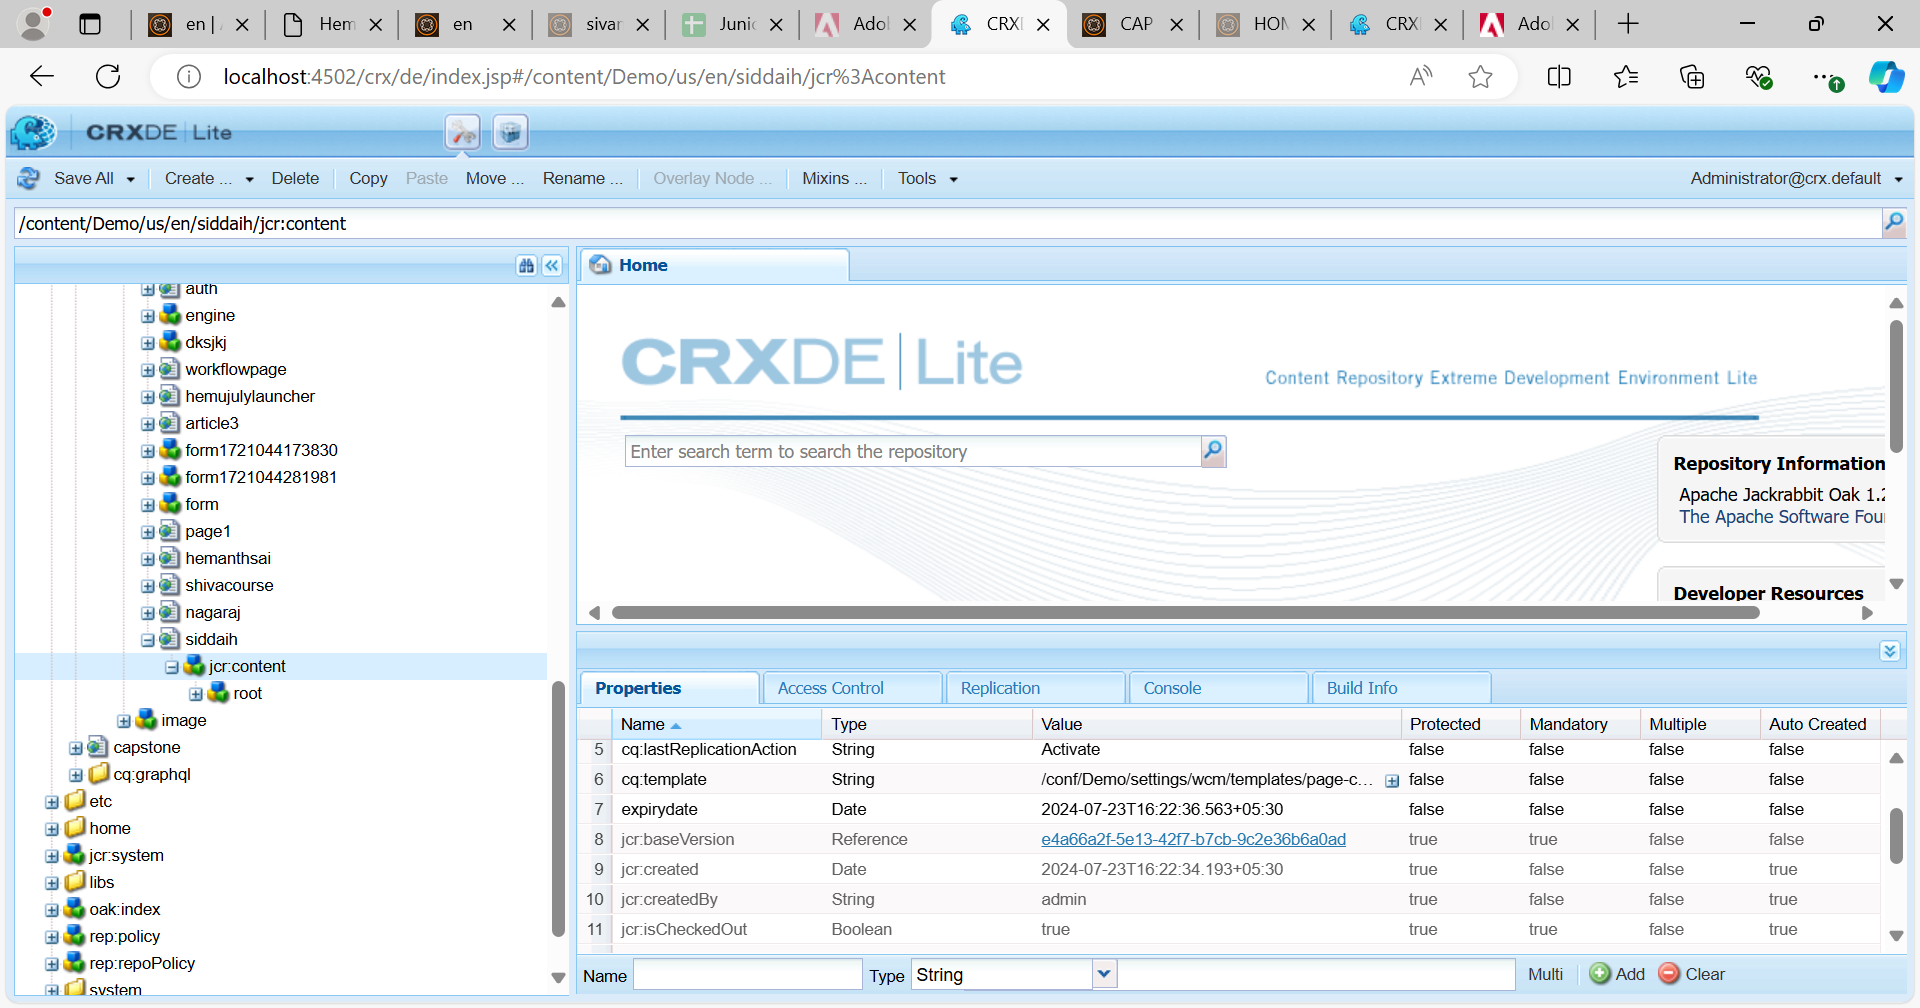 en | A
Hem
en
sivar
Junio
Adol
CRXI
CAP
HOM
CRXI
Adol
localhost:4502/crx/de/index.jsp#/content/Demo/us/en/siddaih/jcr%3Acontent
CRXDE | Lite
Save All
Create ...
Delete
Copy
Paste
Move ...
Rename ...
Overlay Node ...
Mixins ...
Tools
Administrator@crx.default
/content/Demo/us/en/siddaih/jcr:content
auth
engine
dksjkj
workflowpage
hemujulylauncher
article3
form1721044173830
form1721044281981
form
page1
hemanthsai
shivacourse
nagaraj
siddaih
jcr:content
root
image
capstone
cq:graphql
etc
home
jcr:system
libs
oak:index
rep:policy
rep:repoPolicy
system
Home
CRXDE | Lite
Content Repository Extreme Development Environment Lite
Enter search term to search the repository
Repository Information
Apache Jackrabbit Oak 1.2
The Apache Software Fou
Developer Resources
Properties
Access Control
Replication
Console
Build Info
Name Type Value Protected Mandatory Multiple Auto Created
5 cq:lastReplicationAction String Activate false false false false
6 cq:template String /conf/Demo/settings/wcm/templates/page-c... false false false false
7 expirydate Date 2024-07-23T16:22:36.563+05:30 false false false false
8 jcr:baseVersion Reference e4a66a2f-5e13-42f7-b7cb-9c2e36b6a0ad true true false false
9 jcr:created Date 2024-07-23T16:22:34.193+05:30 true false false true
10 jcr:createdBy String admin true false false true
11 jcr:isCheckedOut Boolean true true true false true
Name
Type String
Multi
Add
Clear